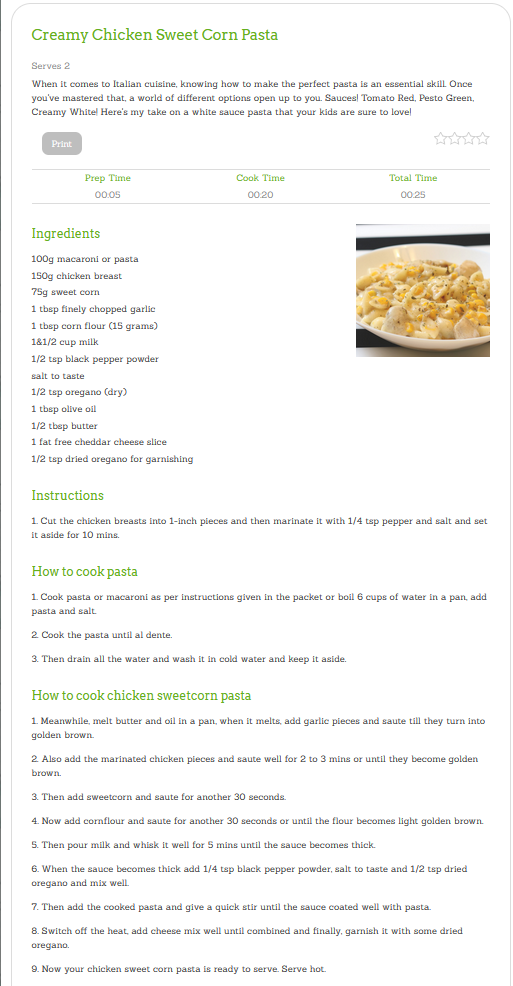 Creamy Chicken Sweet Corn Pasta
Serves 2
When it comes to Italian cuisine, knowing how to make the perfect pasta is an essential skill. Once
you've mastered that, a world of different options open up to you. Sauces! Tomato Red, Pesto Green,
Creamy White! Here's my take on a white sauce pasta that your kids are sure to love!
Print
Prep Time Cook Time Total Time
00:05 00:20 00:25
Ingredients
100g macaroni or pasta
150g chicken breast
75g sweet corn
1 tbsp finely chopped garlic
1 tbsp corn flour (15 grams)
1&1/2 cup milk
1/2 tsp black pepper powder
salt to taste
1/2 tsp oregano (dry)
1 tbsp olive oil
1/2 tbsp butter
1 fat free cheddar cheese slice
1/2 tsp dried oregano for garnishing
Instructions
1. Cut the chicken breasts into 1-inch pieces and then marinate it with 1/4 tsp pepper and salt and set
it aside for 10 mins.
How to cook pasta
1. Cook pasta or macaroni as per instructions given in the packet or boil 6 cups of water in a pan, add
pasta and salt.
2. Cook the pasta until al dente.
3. Then drain all the water and wash it in cold water and keep it aside.
How to cook chicken sweetcorn pasta
1. Meanwhile, melt butter and oil in a pan, when it melts, add garlic pieces and saute till they turn into
golden brown.
2. Also add the marinated chicken pieces and saute well for 2 to 3 mins or until they become golden
brown.
3. Then add sweetcorn and saute for another 30 seconds.
4. Now add cornflour and saute for another 30 seconds or until the flour becomes light golden brown.
5. Then pour milk and whisk it well for 5 mins until the sauce becomes thick.
6. When the sauce becomes thick add 1/4 tsp black pepper powder, salt to taste and 1/2 tsp dried
oregano and mix well.
7. Then add the cooked pasta and give a quick stir until the sauce coated well with pasta.
8. Switch off the heat, add cheese mix well until combined and finally, garnish it with some dried
oregano.
9. Now your chicken sweet corn pasta is ready to serve. Serve hot.